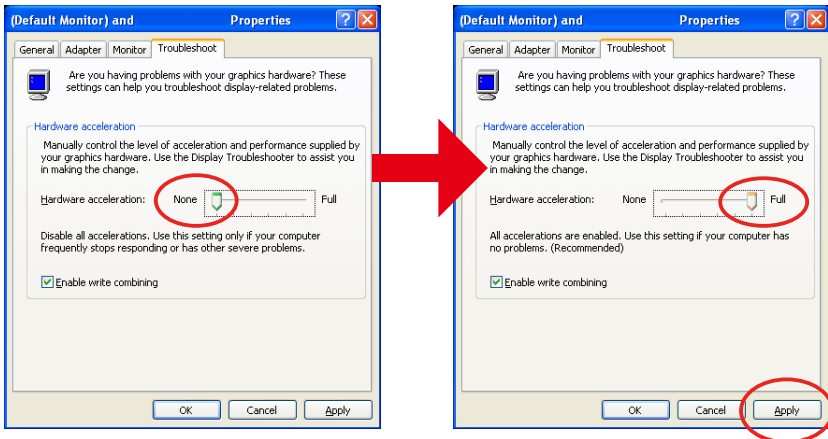 (Default Monitor) and Properties
General Adapter Monitor Troubleshoot
Are you having problems with your graphics hardware? These
settings can help you troubleshoot display-related problems.
Hardware acceleration
Manually control the level of acceleration and performance supplied by
your graphics hardware. Use the Display Troubleshooter to assist you
in making the change.
Hardware acceleration: None Full
Disable all accelerations. Use this setting only if your computer
frequently stops responding or has other severe problems.
Enable write combining
OK Cancel Apply
(Default Monitor) and Properties
General Adapter Monitor Troubleshoot
Are you having problems with your graphics hardware? These
settings can help you troubleshoot display-related problems.
Hardware acceleration
Manually control the level of acceleration and performance supplied by
your graphics hardware. Use the Display Troubleshooter to assist you
in making the change.
Hardware acceleration: None Full
All accelerations are enabled. Use this setting if your computer has
no problems. (Recommended)
Enable write combining
OK Cancel Apply